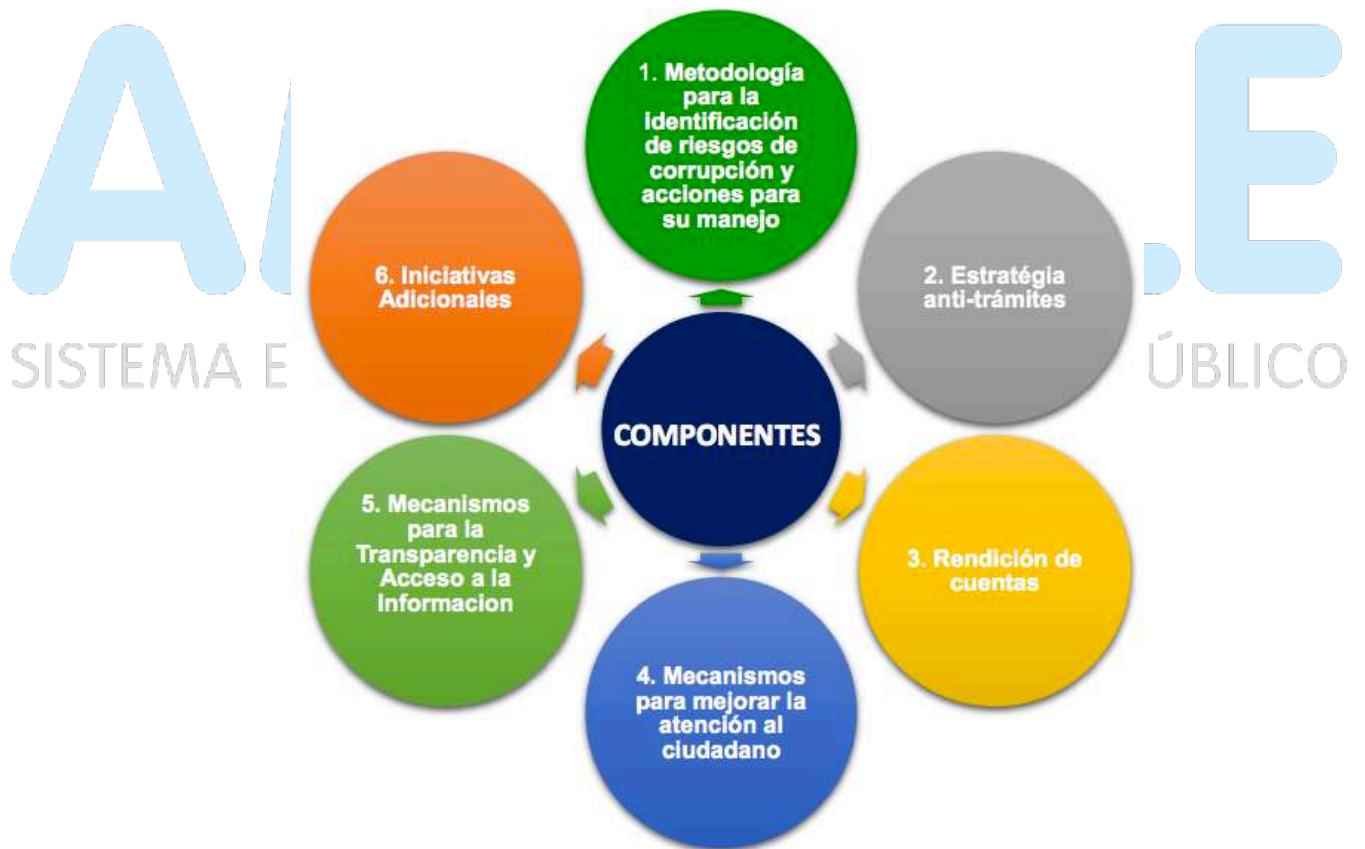 1. Metodología
para la
identificación
de riesgos de
corrupción y
acciones para
su manejo
6. Iniciativas
Adicionales
2. Estratégia
anti-trámites
SISTEMA E
ÚBLICO
COMPONENTES
5. Mecanismos
para la
Transparencia y
Acceso a la
Informacion
3. Rendición de
cuentas
4. Mecanismos
para mejorar la
atención al
ciudadano